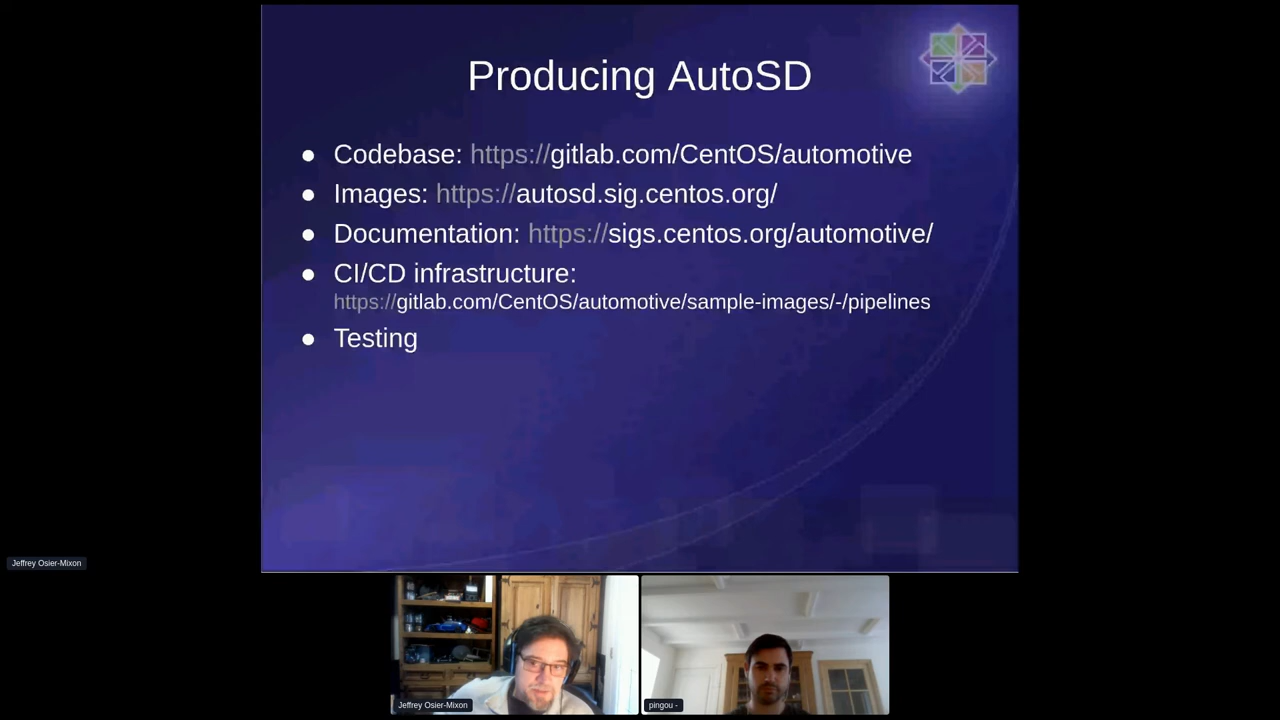 Producing AutoSD
● Codebase: https://gitlab.com/CentOS/automotive
● Images: https://autosd.sig.centos.org/
● Documentation: https://sigs.centos.org/automotive/
● CI/CD infrastructure:
https://gitlab.com/CentOS/automotive/sample-images/-/pipelines
● Testing
Jeffrey Osier-Mixon
Jeffrey Osier-Mixon
pingou -